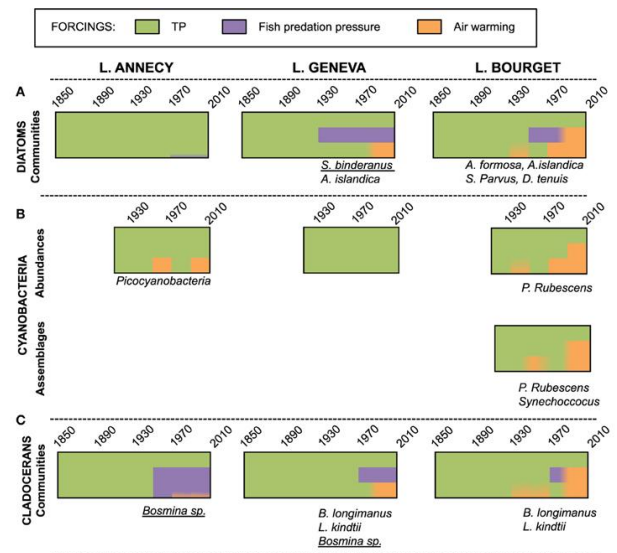 FORCINGS: TP Fish predation pressure Air warming
L. ANNECY L. GENEVA L. BOURGET
A
1850 1890 1930 1970 2010 1850 1890 1930 1970 2010 1850 1890 1930 1970 2010
DIATOMS
Communities
S. binderanus
A. islandica
A. formosa, A.islandica
S. Parvus, D. tenuis
B
1930 1970 2010 1930 1970 2010 1930 1970 2010
CYANOBACTERIA
Abundances
Picocyanobacteria
P. Rubescens
Assemblages
P. Rubescens
Synechoccocus
C
1850 1890 1930 1970 2010 1850 1890 1930 1970 2010 1850 1890 1930 1970 2010
CLADOCERANS
Communities
Bosmina sp.
B. longimanus
L. kindtii
Bosmina sp.
B. longimanus
L. kindtii